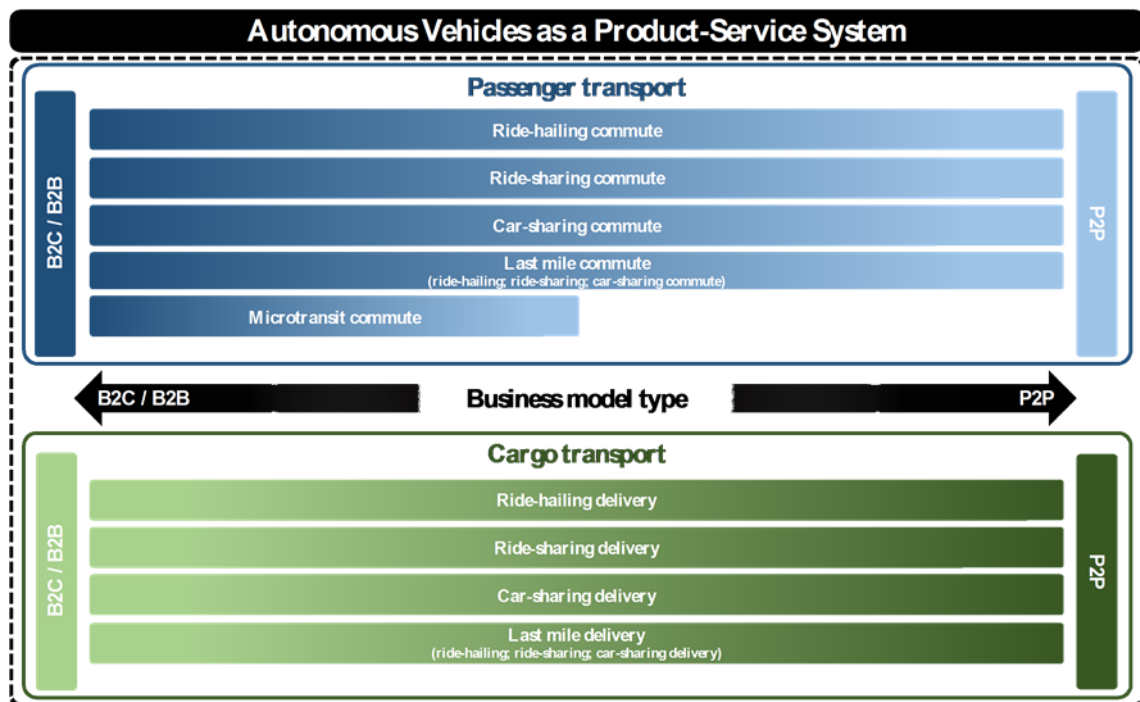 Autonomous Vehicles as a Product-Service System
Passenger transport
B2C / B2B
Ride-hailing commute
Ride-sharing commute
Car-sharing commute
Last mile commute
(ride-hailing; ride-sharing; car-sharing commute)
Microtransit commute
P2P
B2C / B2B
Business model type
P2P
Cargo transport
B2C / B2B
Ride-hailing delivery
Ride-sharing delivery
Car-sharing delivery
Last mile delivery
(ride-hailing; ride-sharing; car-sharing delivery)
P2P